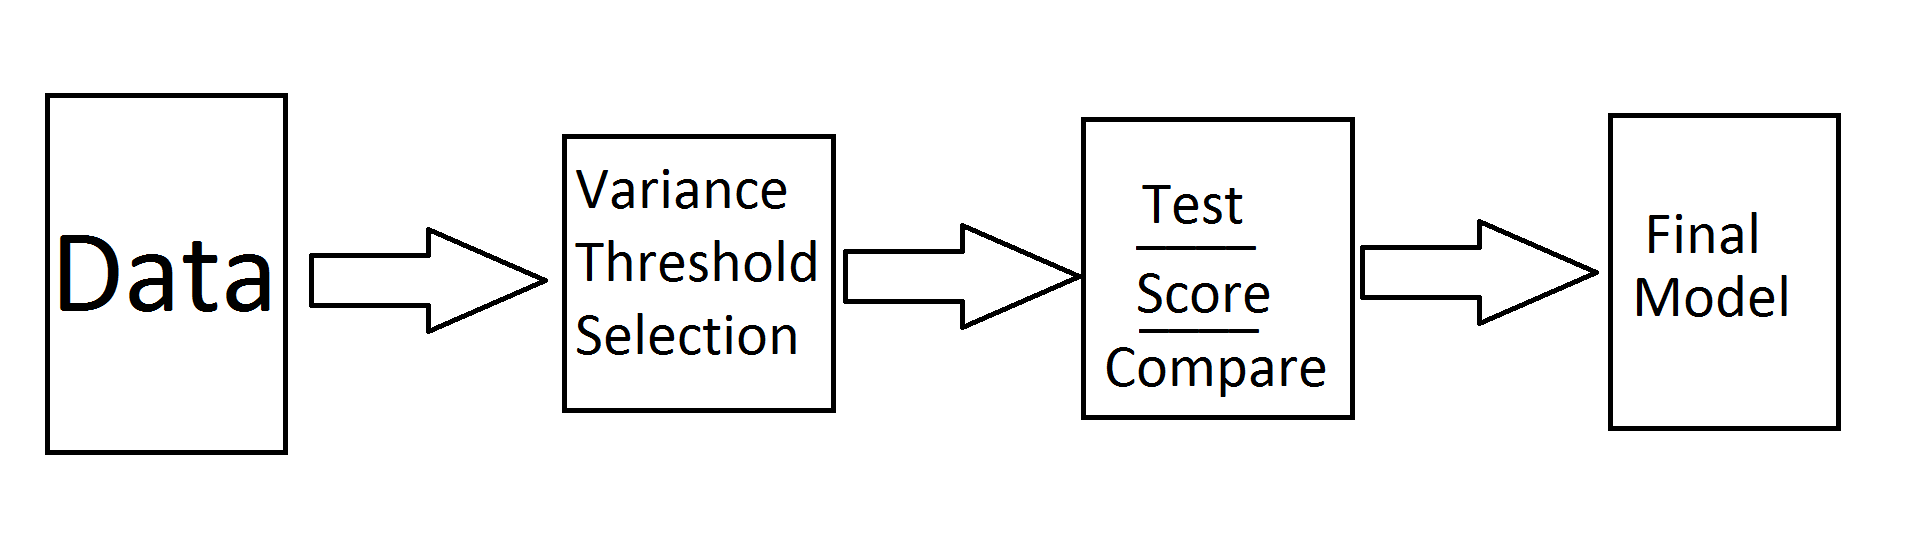 Data
Variance
Threshold
Selection
Test
Score
Compare
Final
Model